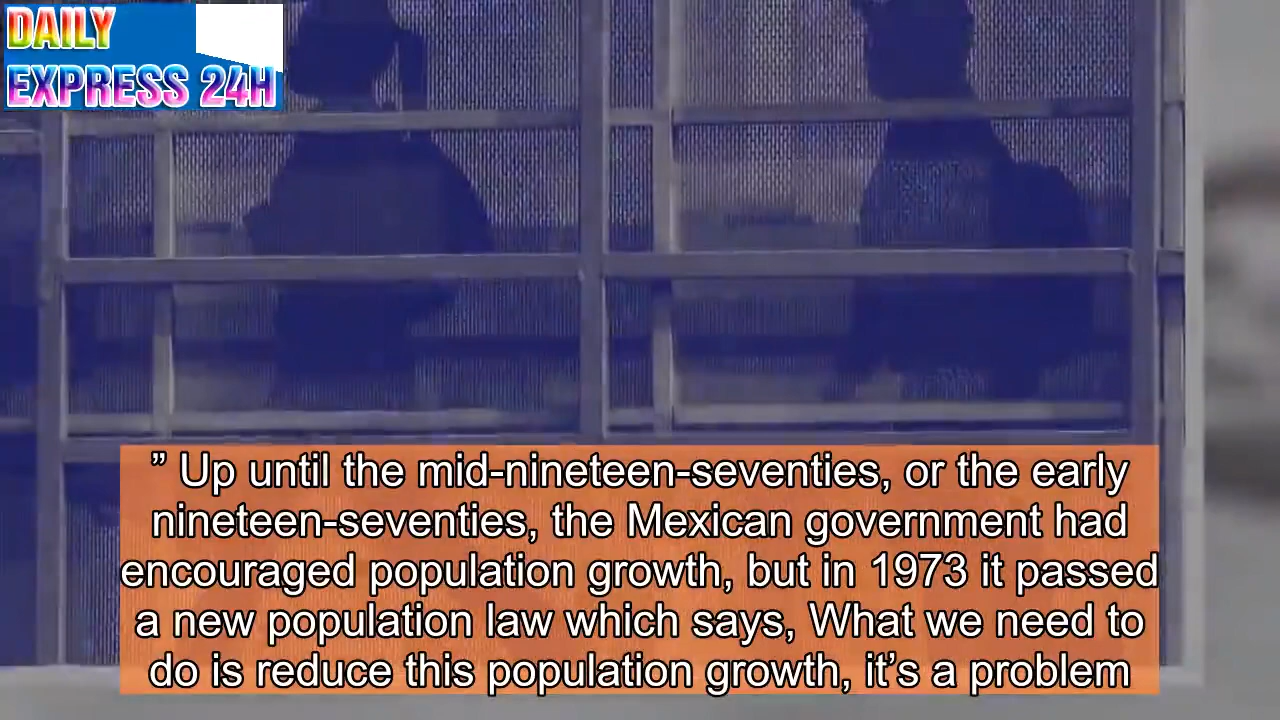 DAILY
EXPRESS 24H
” Up until the mid-nineteen-seventies, or the early
nineteen-seventies, the Mexican government had
encouraged population growth, but in 1973 it passed
a new population law which says, What we need to
do is reduce this population growth, it’s a problem